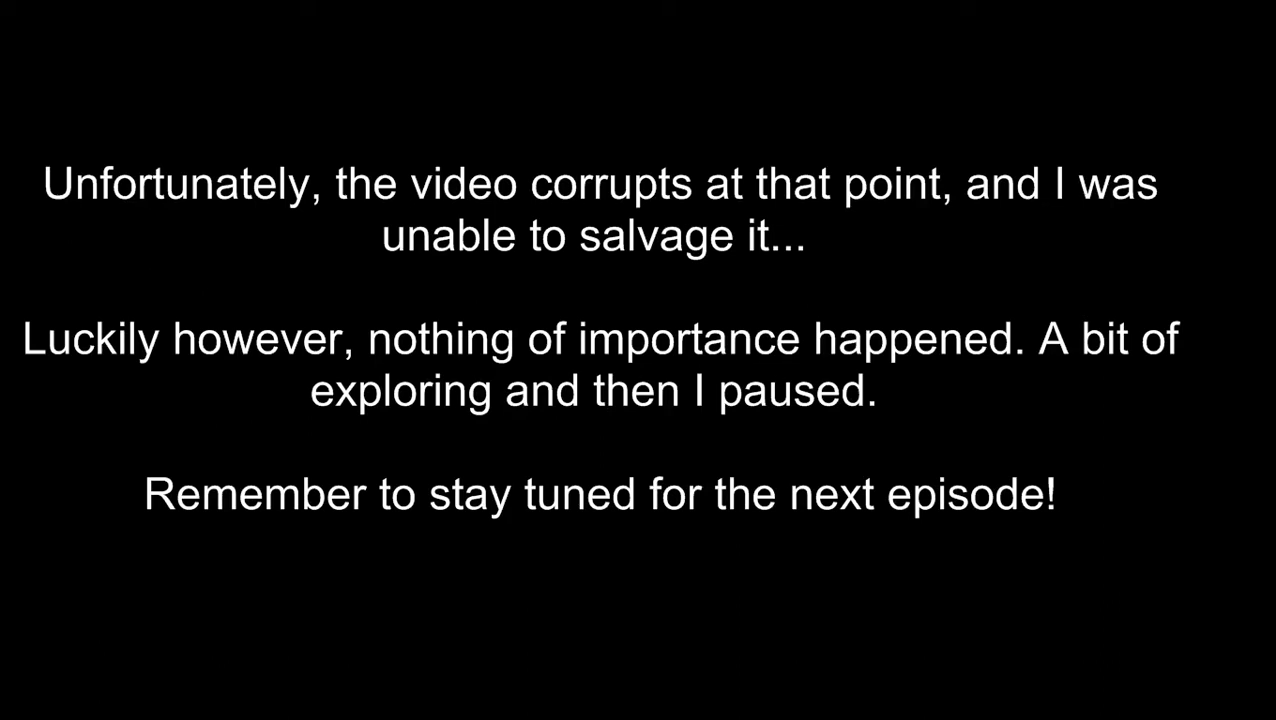 Unfortunately, the video corrupts at that point, and I was
unable to salvage it...
Luckily however, nothing of importance happened. A bit of
exploring and then I paused.
Remember to stay tuned for the next episode!